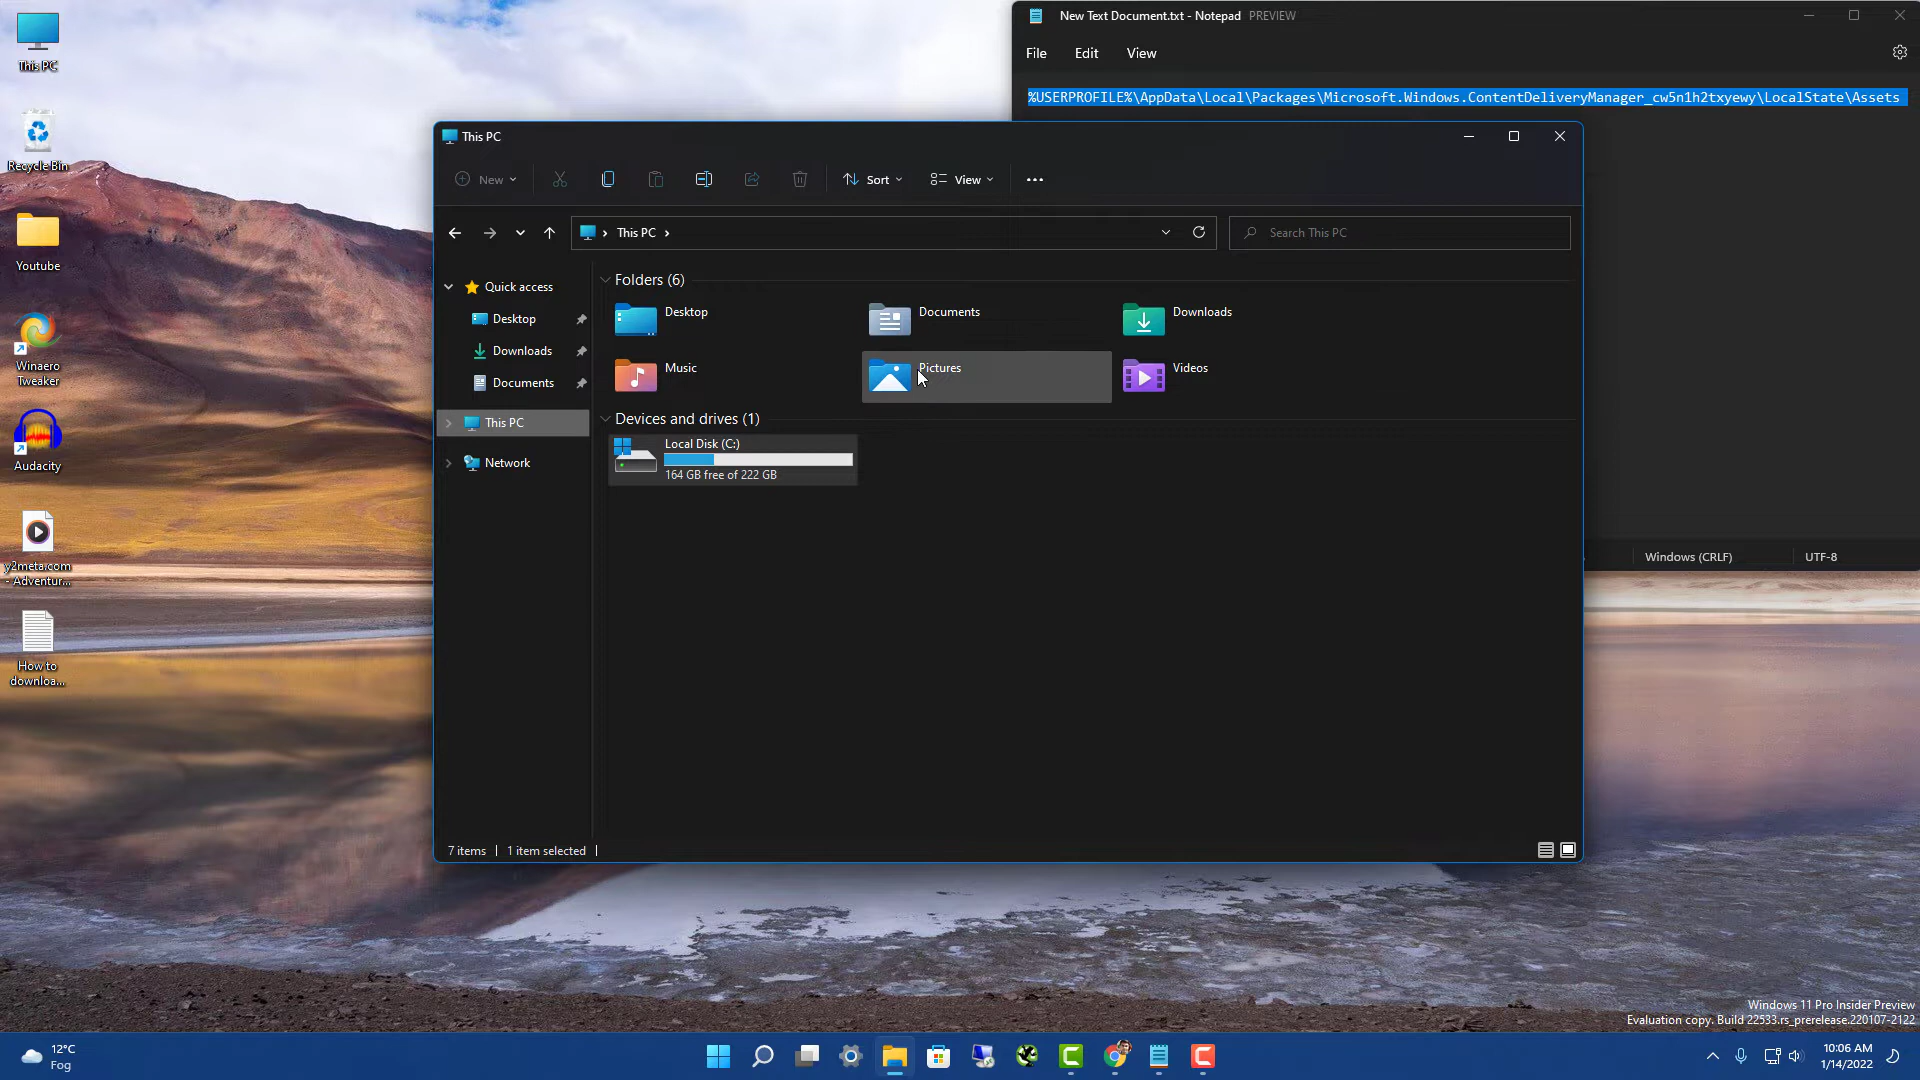 This PC
Recycle Bin
Youtube
Winaero
Tweaker
Audacity
y2meta.com
- Adventur...
How to
downloa...
New Text Document.txt - Notepad PREVIEW
File Edit View
%USERPROFILE%\AppData\Local\Packages\Microsoft.Windows.ContentDeliveryManager_cw5n1h2txyewy\LocalState\Assets
Windows (CRLF) UTF-8
This PC
New Sort View
This PC
Search This PC
Quick access
Desktop
Downloads
Documents
This PC
Network
Folders (6)
Desktop Documents Downloads
Music Pictures Videos
Devices and drives (1)
Local Disk (C:)
164 GB free of 222 GB
7 items 1 item selected
Windows 11 Pro Insider Preview
Evaluation copy. Build 22533.rs_prerelease.220107-2122
12°C
Fog
10:06 AM
1/14/2022